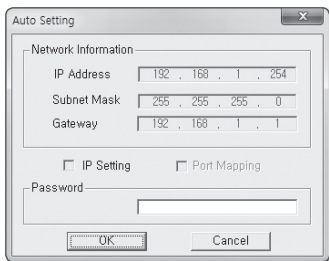 Auto Setting
Network Information
IP Address 192 . 168 . 1 . 254
Subnet Mask 255 . 255 . 255 . 0
Gateway 192 . 168 . 1 . 1
IP Setting Port Mapping
Password
OK Cancel